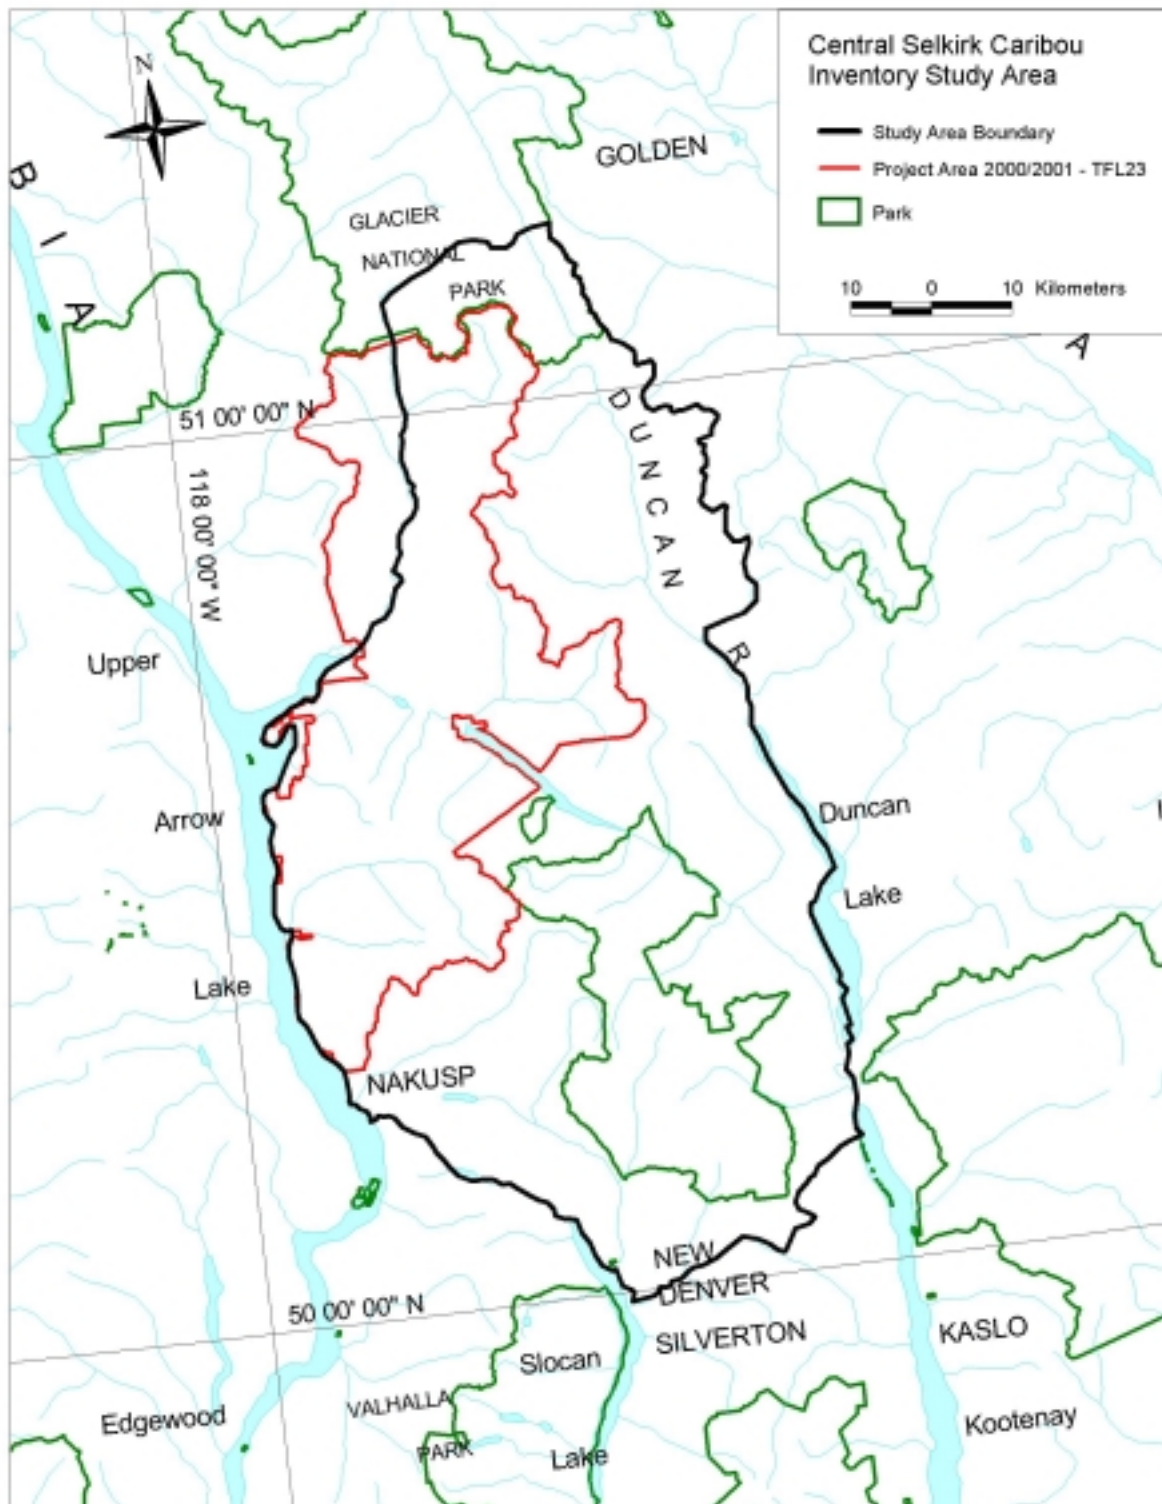 Central Selkirk Caribou
Inventory Study Area
Study Area Boundary
Project Area 2000/2001 - TFL23
Park
10 0 10 Kilometers
N
B I A
GOLDEN
GLACIER
NATIONAL
PARK
A
51 00' 00" N
118 00' 00" W
DUNCAN R
Upper
Arrow
Lake
Duncan
Lake
NAKUSP
NEW
DENVER
SILVERTON
50 00' 00" N
KASLO
Slocan
Lake
VALHALLA
PARK
Edgewood
Kootenay